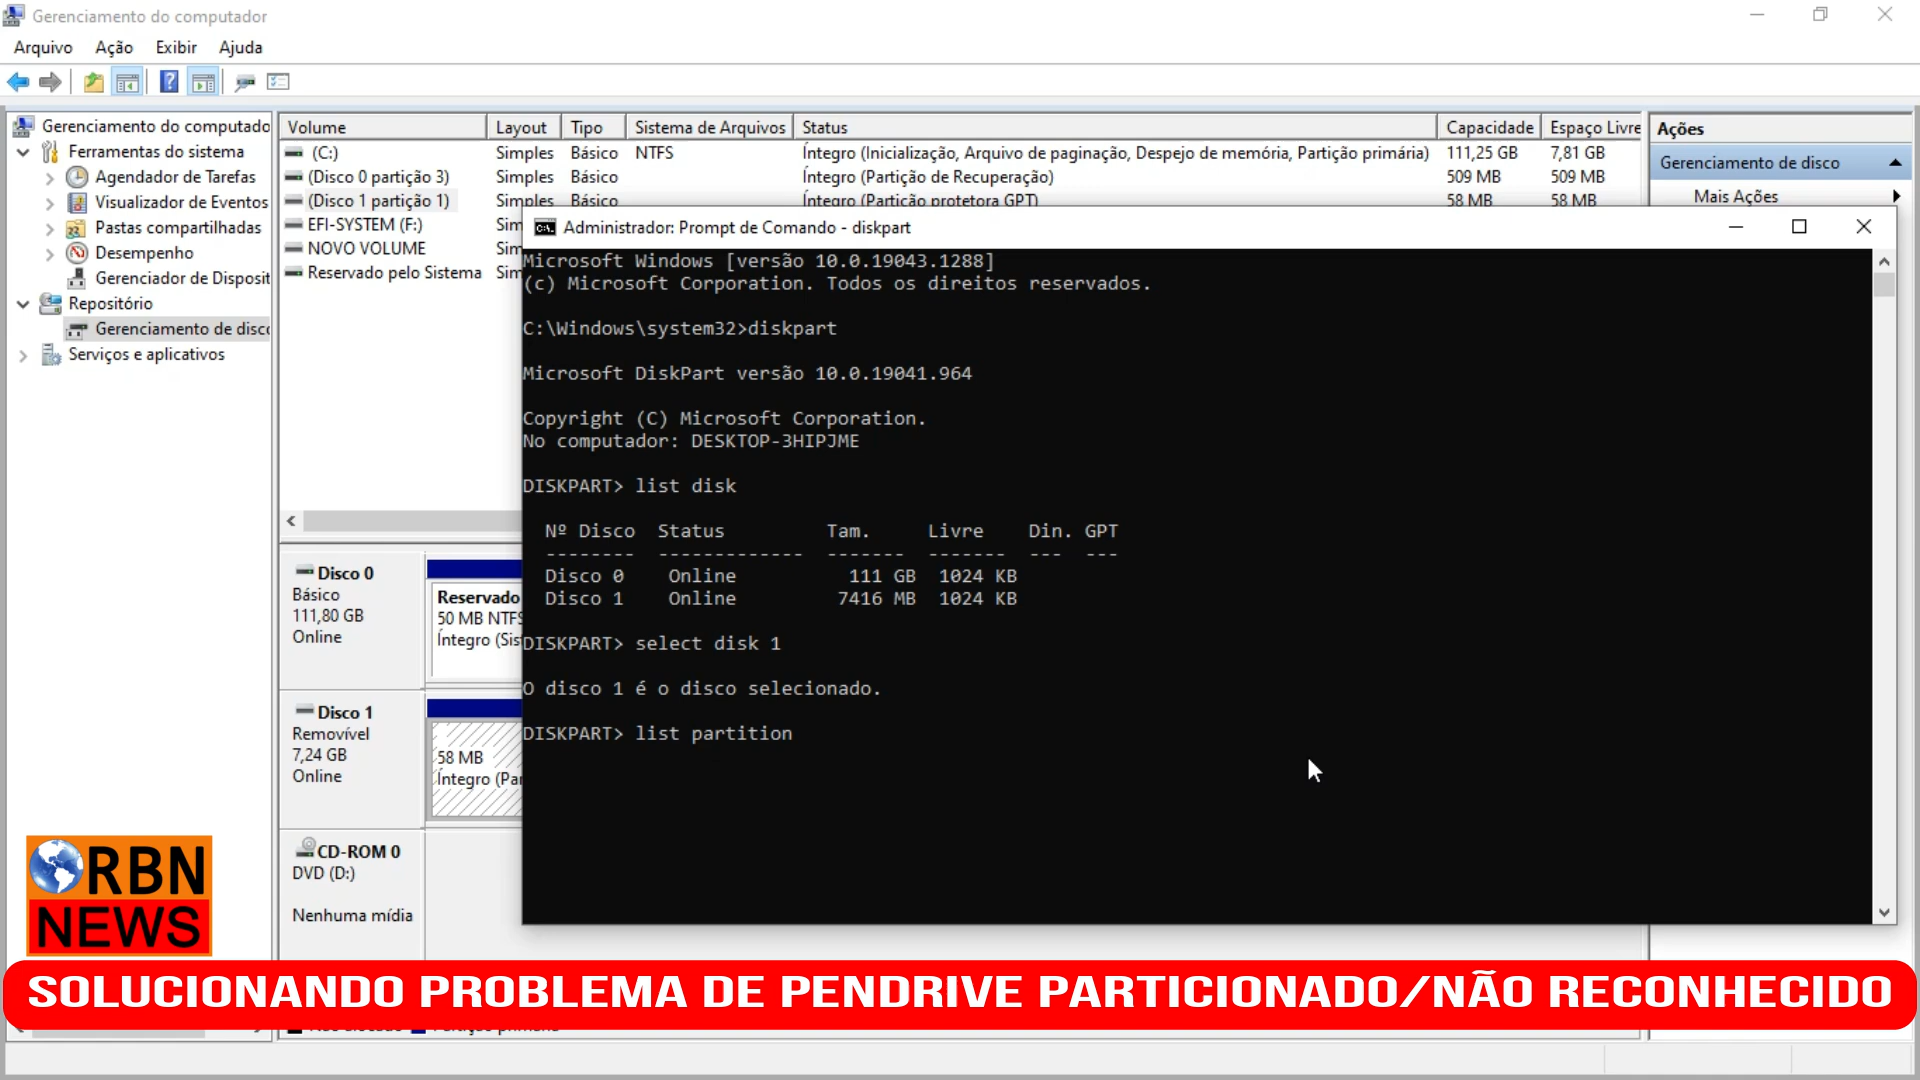 Gerenciamento do computador
Arquivo Ação Exibir Ajuda
Gerenciamento do computado
Ferramentas do sistema
Agendador de Tarefas
Visualizador de Eventos
Pastas compartilhadas
Desempenho
Gerenciador de Disposit
Repositório
Gerenciamento de disco
Serviços e aplicativos
Volume Layout Tipo Sistema de Arquivos Status Capacidade Espaço Livre
(C:) Simples Básico NTFS Íntegro (Inicialização, Arquivo de paginação, Despejo de memória, Partição primária) 111,25 GB 7,81 GB
(Disco 0 partição 3) Simples Básico Íntegro (Partição de Recuperação) 509 MB 509 MB
(Disco 1 partição 1) Simples Básico Íntegro (Partição protetora GPT) 58 MB 58 MB
EFI-SYSTEM (F:) Sim
NOVO VOLUME Sim
Reservado pelo Sistema Sim
Ações
Gerenciamento de disco
Mais Ações
Administrador: Prompt de Comando - diskpart
Microsoft Windows [versão 10.0.19043.1288]
(c) Microsoft Corporation. Todos os direitos reservados.
C:\Windows\system32>diskpart
Microsoft DiskPart versão 10.0.19041.964
Copyright (C) Microsoft Corporation.
No computador: DESKTOP-3HIPJME
DISKPART> list disk
Nº Disco Status Tam. Livre Din. GPT
-------- ------------- ------- ------- --- ---
Disco 0 Online 111 GB 1024 KB
Disco 1 Online 7416 MB 1024 KB
DISKPART> select disk 1
O disco 1 é o disco selecionado.
DISKPART> list partition
Disco 0
Básico
111,80 GB
Online
Reservado
50 MB NTFS
Íntegro (Sis
Disco 1
Removível
7,24 GB
Online
58 MB
Íntegro (Par
CD-ROM 0
DVD (D:)
Nenhuma mídia
RBN
NEWS
SOLUCIONANDO PROBLEMA DE PENDRIVE PARTICIONADO/NÃO RECONHECIDO